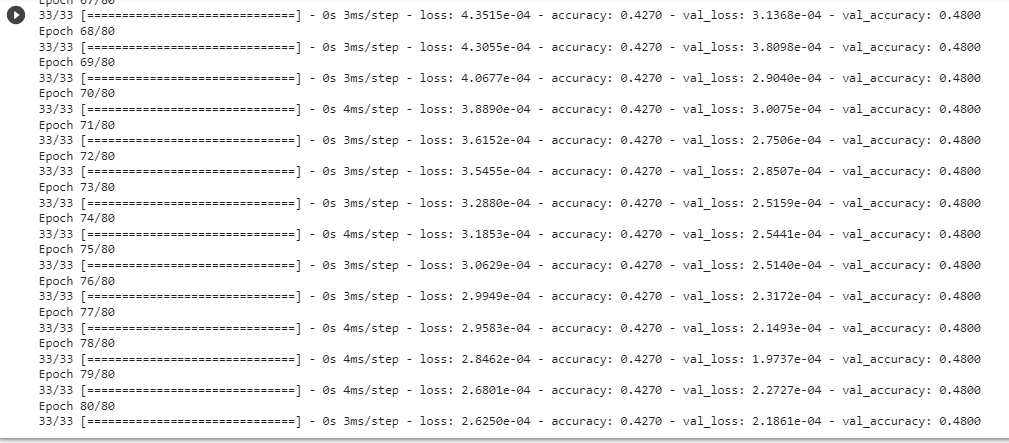 Epoch 67/80
33/33 [==============================] - 0s 3ms/step - loss: 4.3515e-04 - accuracy: 0.4270 - val_loss: 3.1368e-04 - val_accuracy: 0.4800
Epoch 68/80
33/33 [==============================] - 0s 3ms/step - loss: 4.3055e-04 - accuracy: 0.4270 - val_loss: 3.8098e-04 - val_accuracy: 0.4800
Epoch 69/80
33/33 [==============================] - 0s 3ms/step - loss: 4.0677e-04 - accuracy: 0.4270 - val_loss: 2.9040e-04 - val_accuracy: 0.4800
Epoch 70/80
33/33 [==============================] - 0s 4ms/step - loss: 3.8890e-04 - accuracy: 0.4270 - val_loss: 3.0075e-04 - val_accuracy: 0.4800
Epoch 71/80
33/33 [==============================] - 0s 3ms/step - loss: 3.6152e-04 - accuracy: 0.4270 - val_loss: 2.7506e-04 - val_accuracy: 0.4800
Epoch 72/80
33/33 [==============================] - 0s 3ms/step - loss: 3.5455e-04 - accuracy: 0.4270 - val_loss: 2.8507e-04 - val_accuracy: 0.4800
Epoch 73/80
33/33 [==============================] - 0s 3ms/step - loss: 3.2880e-04 - accuracy: 0.4270 - val_loss: 2.5159e-04 - val_accuracy: 0.4800
Epoch 74/80
33/33 [==============================] - 0s 4ms/step - loss: 3.1853e-04 - accuracy: 0.4270 - val_loss: 2.5441e-04 - val_accuracy: 0.4800
Epoch 75/80
33/33 [==============================] - 0s 3ms/step - loss: 3.0629e-04 - accuracy: 0.4270 - val_loss: 2.5140e-04 - val_accuracy: 0.4800
Epoch 76/80
33/33 [==============================] - 0s 3ms/step - loss: 2.9949e-04 - accuracy: 0.4270 - val_loss: 2.3172e-04 - val_accuracy: 0.4800
Epoch 77/80
33/33 [==============================] - 0s 4ms/step - loss: 2.9583e-04 - accuracy: 0.4270 - val_loss: 2.1493e-04 - val_accuracy: 0.4800
Epoch 78/80
33/33 [==============================] - 0s 4ms/step - loss: 2.8462e-04 - accuracy: 0.4270 - val_loss: 1.9737e-04 - val_accuracy: 0.4800
Epoch 79/80
33/33 [==============================] - 0s 4ms/step - loss: 2.6801e-04 - accuracy: 0.4270 - val_loss: 2.2727e-04 - val_accuracy: 0.4800
Epoch 80/80
33/33 [==============================] - 0s 3ms/step - loss: 2.6250e-04 - accuracy: 0.4270 - val_loss: 2.1861e-04 - val_accuracy: 0.4800